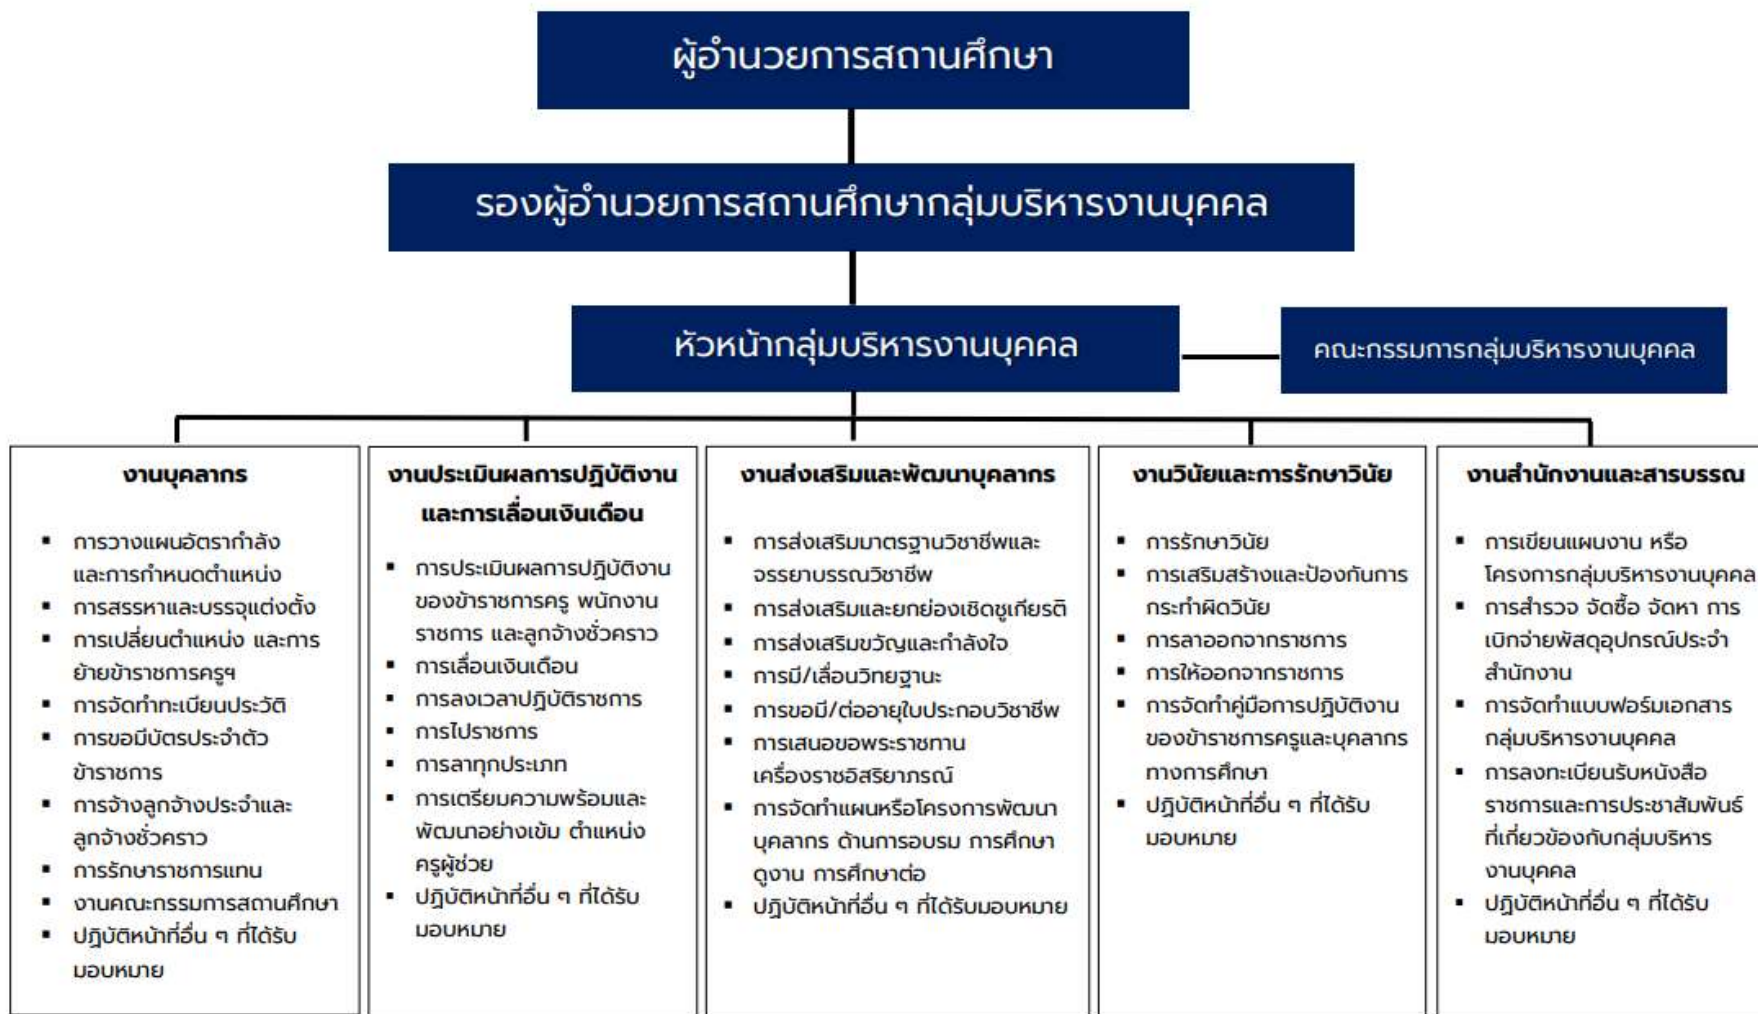 ผู้อำนวยการสถานศึกษา
รองผู้อำนวยการสถานศึกษากลุ่มบริหารงานบุคคล
หัวหน้ากลุ่มบริหารงานบุคคล
คณะกรรมการกลุ่มบริหารงานบุคคล
งานบุคลากร
▪ การวางแผนอัตรากำลัง
และการกำหนดตำแหน่ง
▪ การสรรหาและบรรจุแต่งตั้ง
▪ การเปลี่ยนตำแหน่ง และการ
ย้ายข้าราชการครูฯ
▪ การจัดทำทะเบียนประวัติ
▪ การขอมีบัตรประจำตัว
ข้าราชการ
▪ การจ้างลูกจ้างประจำและ
ลูกจ้างชั่วคราว
▪ การรักษาราชการแทน
▪ งานคณะกรรมการสถานศึกษา
▪ ปฏิบัติหน้าที่อื่น ๆ ที่ได้รับ
มอบหมาย
งานประเมินผลการปฏิบัติงาน
และการเลื่อนเงินเดือน
▪ การประเมินผลการปฏิบัติงาน
ของข้าราชการครู พนักงาน
ราชการ และลูกจ้างชั่วคราว
▪ การเลื่อนเงินเดือน
▪ การลงเวลาปฏิบัติราชการ
▪ การไปราชการ
▪ การลาทุกประเภท
▪ การเตรียมความพร้อมและ
พัฒนาอย่างเข้ม ตำแหน่ง
ครูผู้ช่วย
▪ ปฏิบัติหน้าที่อื่น ๆ ที่ได้รับ
มอบหมาย
งานส่งเสริมและพัฒนาบุคลากร
▪ การส่งเสริมมาตรฐานวิชาชีพและ
จรรยาบรรณวิชาชีพ
▪ การส่งเสริมและยกย่องเชิดชูเกียรติ
▪ การส่งเสริมขวัญและกำลังใจ
▪ การมี/เลื่อนวิทยฐานะ
▪ การขอมี/ต่ออายุใบประกอบวิชาชีพ
▪ การเสนอขอพระราชทาน
เครื่องราชอิสริยาภรณ์
▪ การจัดทำแผนหรือโครงการพัฒนา
บุคลากร ด้านการอบรม การศึกษา
ดูงาน การศึกษาต่อ
▪ ปฏิบัติหน้าที่อื่น ๆ ที่ได้รับมอบหมาย
งานวินัยและการรักษาวินัย
▪ การรักษาวินัย
▪ การเสริมสร้างและป้องกันการ
กระทำผิดวินัย
▪ การลาออกจากราชการ
▪ การให้ออกจากราชการ
▪ การจัดทำคู่มือการปฏิบัติงาน
ของข้าราชการครูและบุคลากร
ทางการศึกษา
▪ ปฏิบัติหน้าที่อื่น ๆ ที่ได้รับ
มอบหมาย
งานสำนักงานและสารบรรณ
▪ การเขียนแผนงาน หรือ
โครงการกลุ่มบริหารงานบุคคล
▪ การสำรวจ จัดซื้อ จัดหา การ
เบิกจ่ายพัสดุอุปกรณ์ประจำ
สำนักงาน
▪ การจัดทำแบบฟอร์มเอกสาร
กลุ่มบริหารงานบุคคล
▪ การลงทะเบียนรับหนังสือ
ราชการและการประชาสัมพันธ์
ที่เกี่ยวข้องกับกลุ่มบริหาร
งานบุคคล
▪ ปฏิบัติหน้าที่อื่น ๆ ที่ได้รับ
มอบหมาย